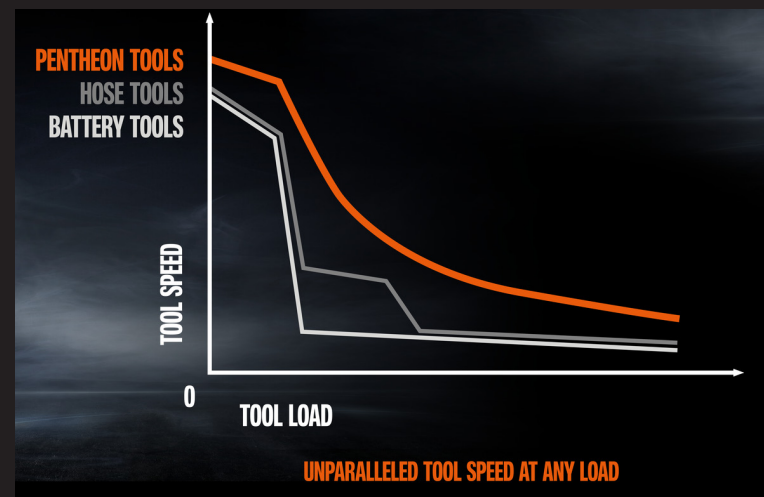 PENTHEON TOOLS
HOSE TOOLS
BATTERY TOOLS
TOOL SPEED
0
TOOL LOAD
UNPARALLELED TOOL SPEED AT ANY LOAD